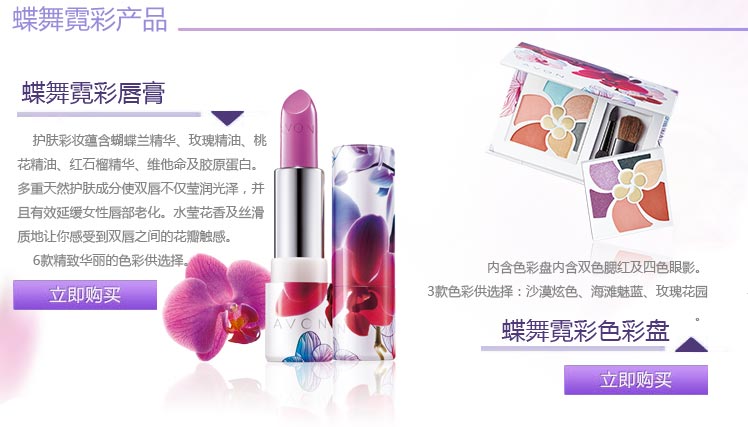 蝶舞霓彩产品
蝶舞霓彩唇膏
护肤彩妆蕴含蝴蝶兰精华、玫瑰精油、桃
花精油、红石榴精华、维他命及胶原蛋白。
多重天然护肤成分使双唇不仅莹润光泽，并
且有效延缓女性唇部老化。水莹花香及丝滑
质地让你感受到双唇之间的花瓣触感。
6款精致华丽的色彩供选择。
立即购买
AVON
AVON
AVON
内含色彩盘内含双色腮红及四色眼影。
3款色彩供选择：沙漠炫色、海滩魅蓝、玫瑰花园
。
蝶舞霓彩色彩盘
立即购买